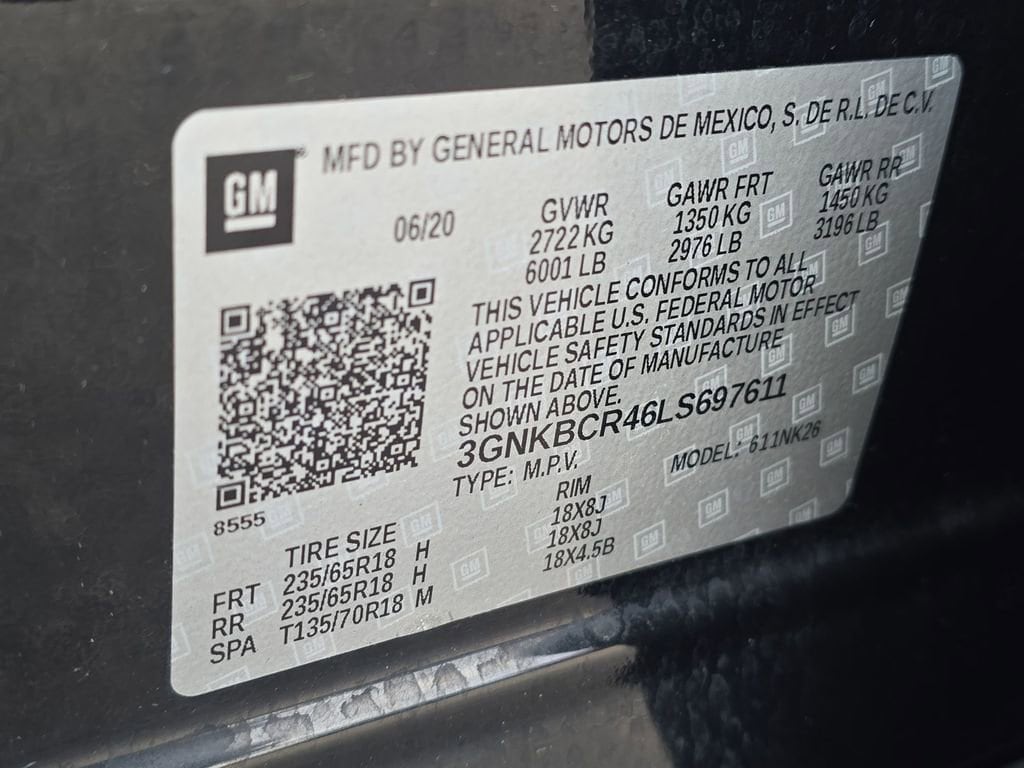 GM
MFD BY GENERAL MOTORS DE MEXICO, S. DE R.L. DE C.V.
06/20
GVWR GAWR FRT GAWR RR
2722 KG 1350 KG 1450 KG
6001 LB 2976 LB 3196 LB
THIS VEHICLE CONFORMS TO ALL
APPLICABLE U.S. FEDERAL MOTOR
VEHICLE SAFETY STANDARDS IN EFFECT
ON THE DATE OF MANUFACTURE
SHOWN ABOVE.
3GNKBCR46LS697611
TYPE: M.P.V. MODEL: 611NK26
8555
TIRE SIZE RIM
FRT 235/65R18 H 18X8J
RR 235/65R18 H 18X8J
SPA T135/70R18 M 18X4.5B